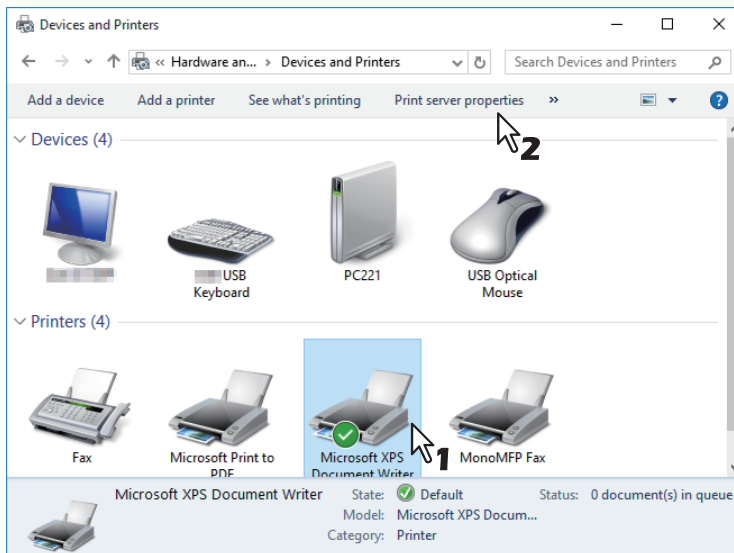 Devices and Printers
« Hardware an... › Devices and Printers
Search Devices and Printers
Add a device Add a printer See what's printing Print server properties »
Devices (4)
USB
Keyboard
PC221
USB Optical
Mouse
2
Printers (4)
Fax
Microsoft Print to
PDF
Microsoft XPS
Document Writer
MonoMFP Fax
1
Microsoft XPS Document Writer State: Default Status: 0 document(s) in queue
Model: Microsoft XPS Docum...
Category: Printer